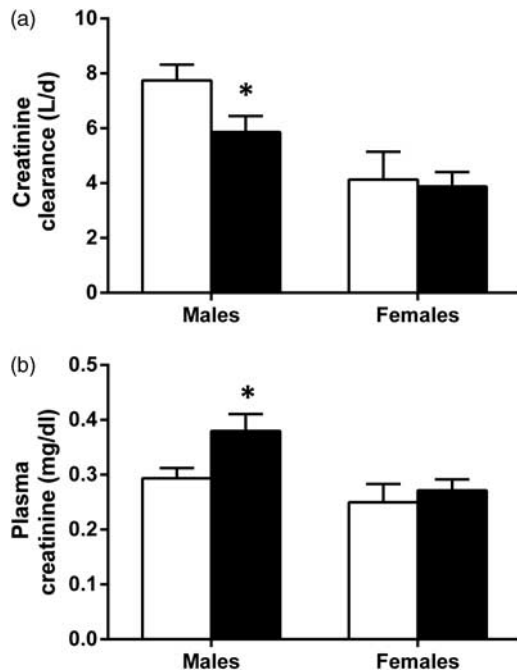 (a)
Creatinine
clearance (L/d)
10
8
6
4
2
0
*
Males
Females
(b)
Plasma
creatinine (mg/dl)
0.5
0.4
0.3
0.2
0.1
0.0
*
Males
Females